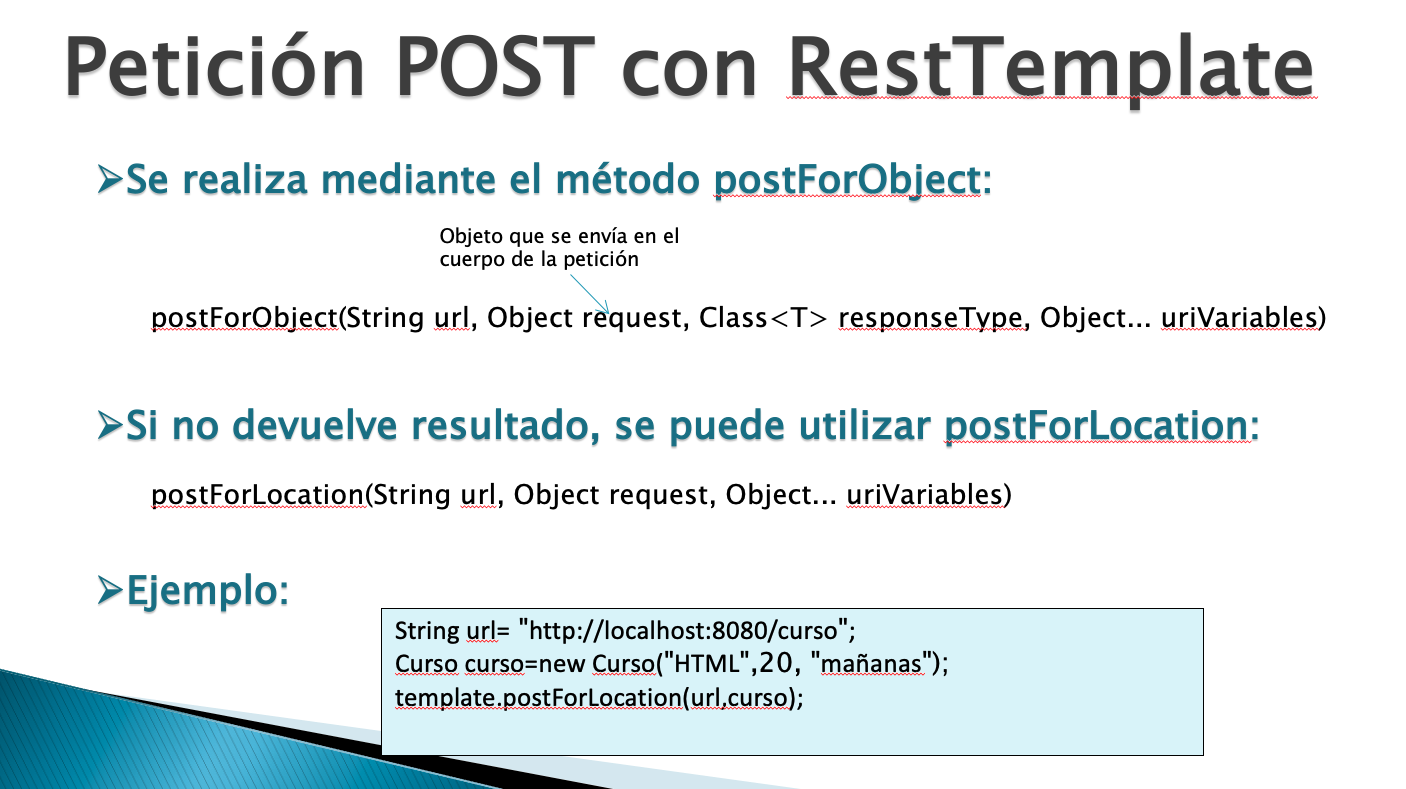 Petición POST con RestTemplate
➢Se realiza mediante el método postForObject:
Objeto que se envía en el
cuerpo de la petición
postForObject(String url, Object request, Class<T> responseType, Object... uriVariables)
➢Si no devuelve resultado, se puede utilizar postForLocation:
postForLocation(String url, Object request, Object... uriVariables)
➢Ejemplo:
String url= "http://localhost:8080/curso";
Curso curso=new Curso("HTML",20, "mañanas");
template.postForLocation(url,curso);